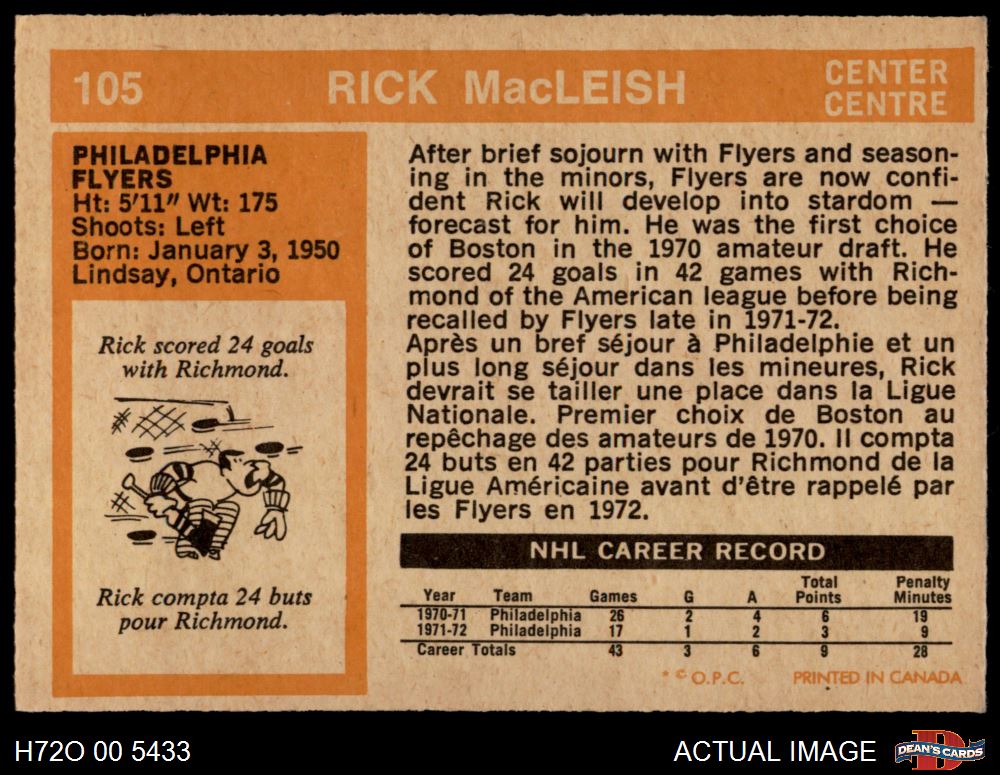 105 RICK MacLEISH CENTER
CENTRE
PHILADELPHIA
FLYERS
Ht: 5'11" Wt: 175
Shoots: Left
Born: January 3, 1950
Lindsay, Ontario
Rick scored 24 goals
with Richmond.
Rick compta 24 buts
pour Richmond.
After brief sojourn with Flyers and season-
ing in the minors, Flyers are now confi-
dent Rick will develop into stardom —
forecast for him. He was the first choice
of Boston in the 1970 amateur draft. He
scored 24 goals in 42 games with Rich-
mond of the American league before being
recalled by Flyers late in 1971-72.
Après un bref séjour à Philadelphie et un
plus long séjour dans les mineures, Rick
devrait se tailler une place dans la Ligue
Nationale. Premier choix de Boston au
repêchage des amateurs de 1970. Il compta
24 buts en 42 parties pour Richmond de la
Ligue Américaine avant d'être rappelé par
les Flyers en 1972.
NHL CAREER RECORD
Year Team Games G A Total Points Penalty Minutes
1970-71 Philadelphia 26 2 4 6 19
1971-72 Philadelphia 17 1 2 3 9
Career Totals 43 3 6 9 28
* © O.P.C. PRINTED IN CANADA
H72O 00 5433 ACTUAL IMAGE DEAN'S CARDS